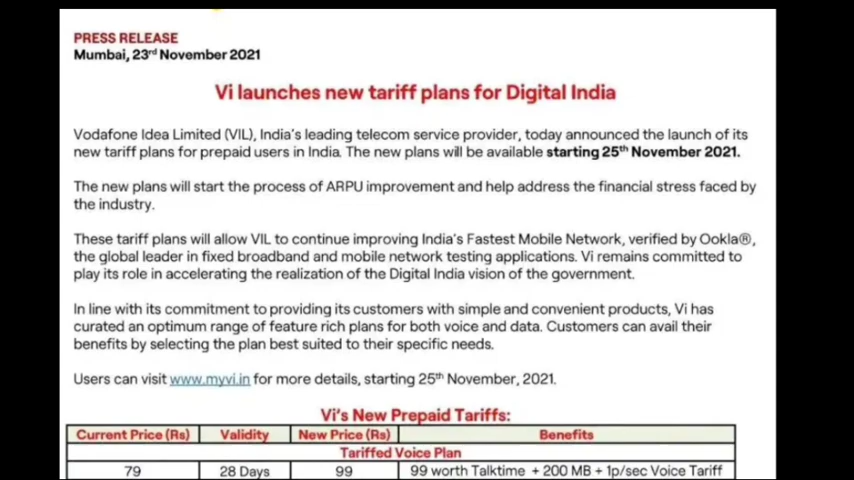 PRESS RELEASE
Mumbai, 23rd November 2021
Vi launches new tariff plans for Digital India
Vodafone Idea Limited (VIL), India's leading telecom service provider, today announced the launch of its
new tariff plans for prepaid users in India. The new plans will be available starting 25th November 2021.
The new plans will start the process of ARPU improvement and help address the financial stress faced by
the industry.
These tariff plans will allow VIL to continue improving India's Fastest Mobile Network, verified by Ookla®,
the global leader in fixed broadband and mobile network testing applications. Vi remains committed to
play its role in accelerating the realization of the Digital India vision of the government.
In line with its commitment to providing its customers with simple and convenient products, Vi has
curated an optimum range of feature rich plans for both voice and data. Customers can avail their
benefits by selecting the plan best suited to their specific needs.
Users can visit www.myvi.in for more details, starting 25th November, 2021.
Vi's New Prepaid Tariffs:
Current Price (Rs) Validity New Price (Rs) Benefits
Tariffed Voice Plan
79 28 Days 99 99 worth Talktime + 200 MB + 1p/sec Voice Tariff